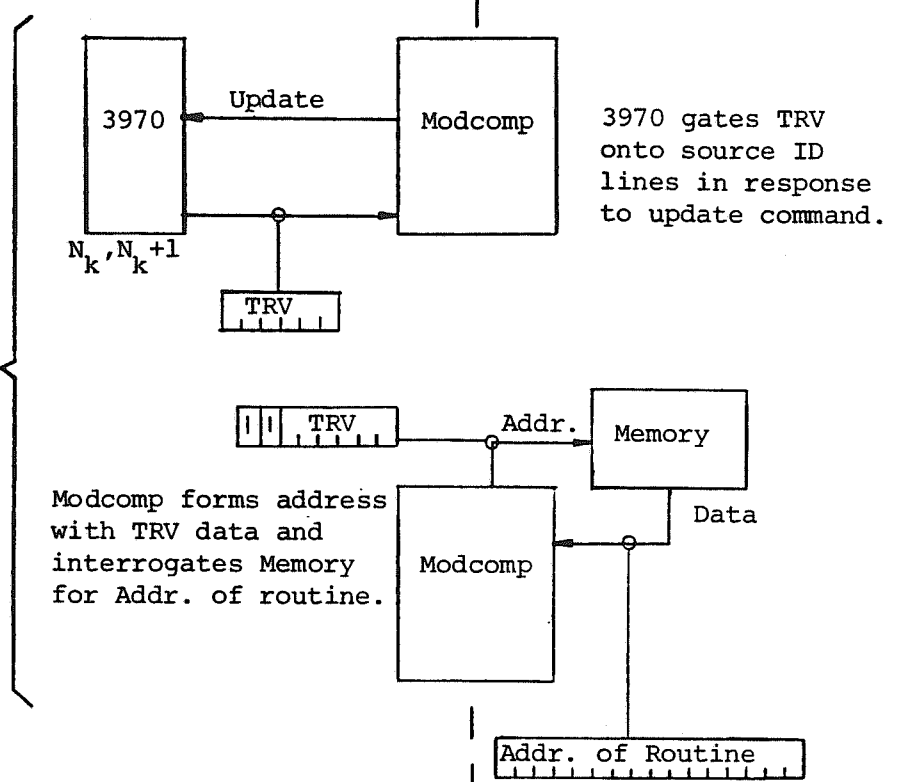 Update
3970
Modcomp
3970 gates TRV
onto source ID
lines in response
to update command.
N_k, N_k+1
TRV
TRV
Addr.
Memory
Data
Modcomp forms address
with TRV data and
interrogates Memory
for Addr. of routine.
Modcomp
Addr. of Routine